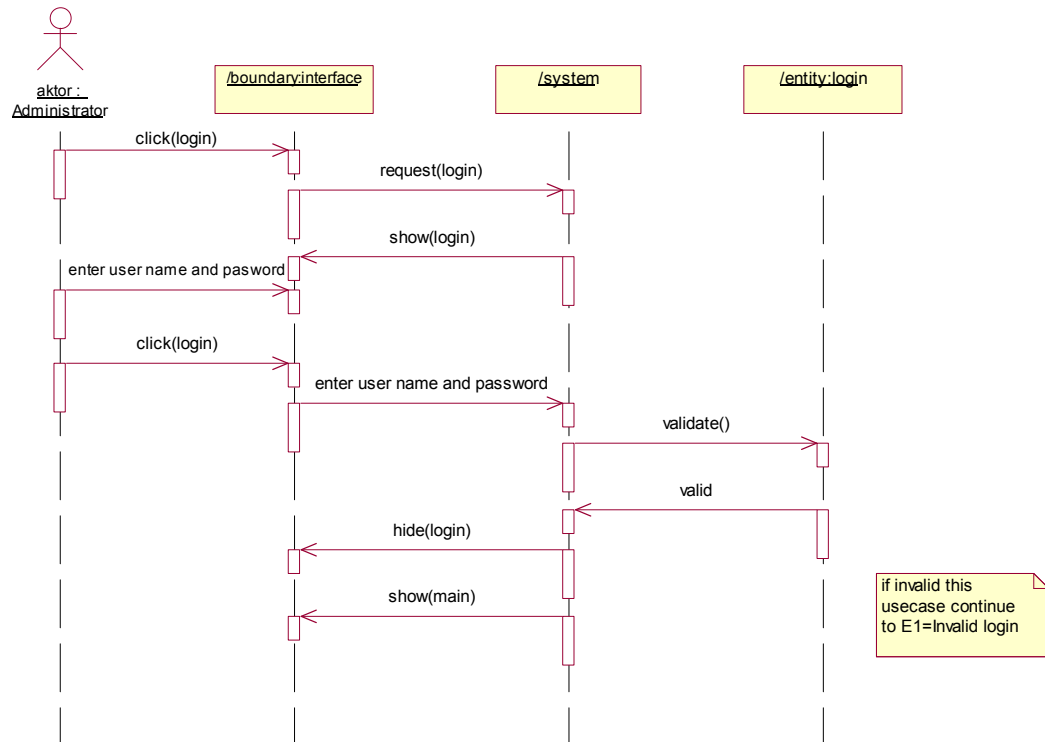 aktor :
Administrator
/boundary:interface
/system
/entity:login
click(login)
request(login)
show(login)
enter user name and pasword
click(login)
enter user name and password
validate()
valid
hide(login)
show(main)
if invalid this
usecase continue
to E1=Invalid login